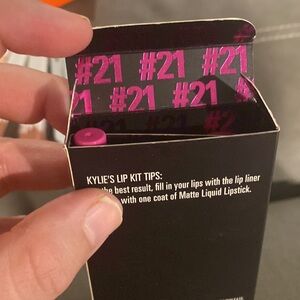 #21 #21 #21
#21 #21
KYLIE'S LIP KIT TIPS:
the best result, fill in your lips with the lip liner
with one coat of Matte Liquid Lipstick.